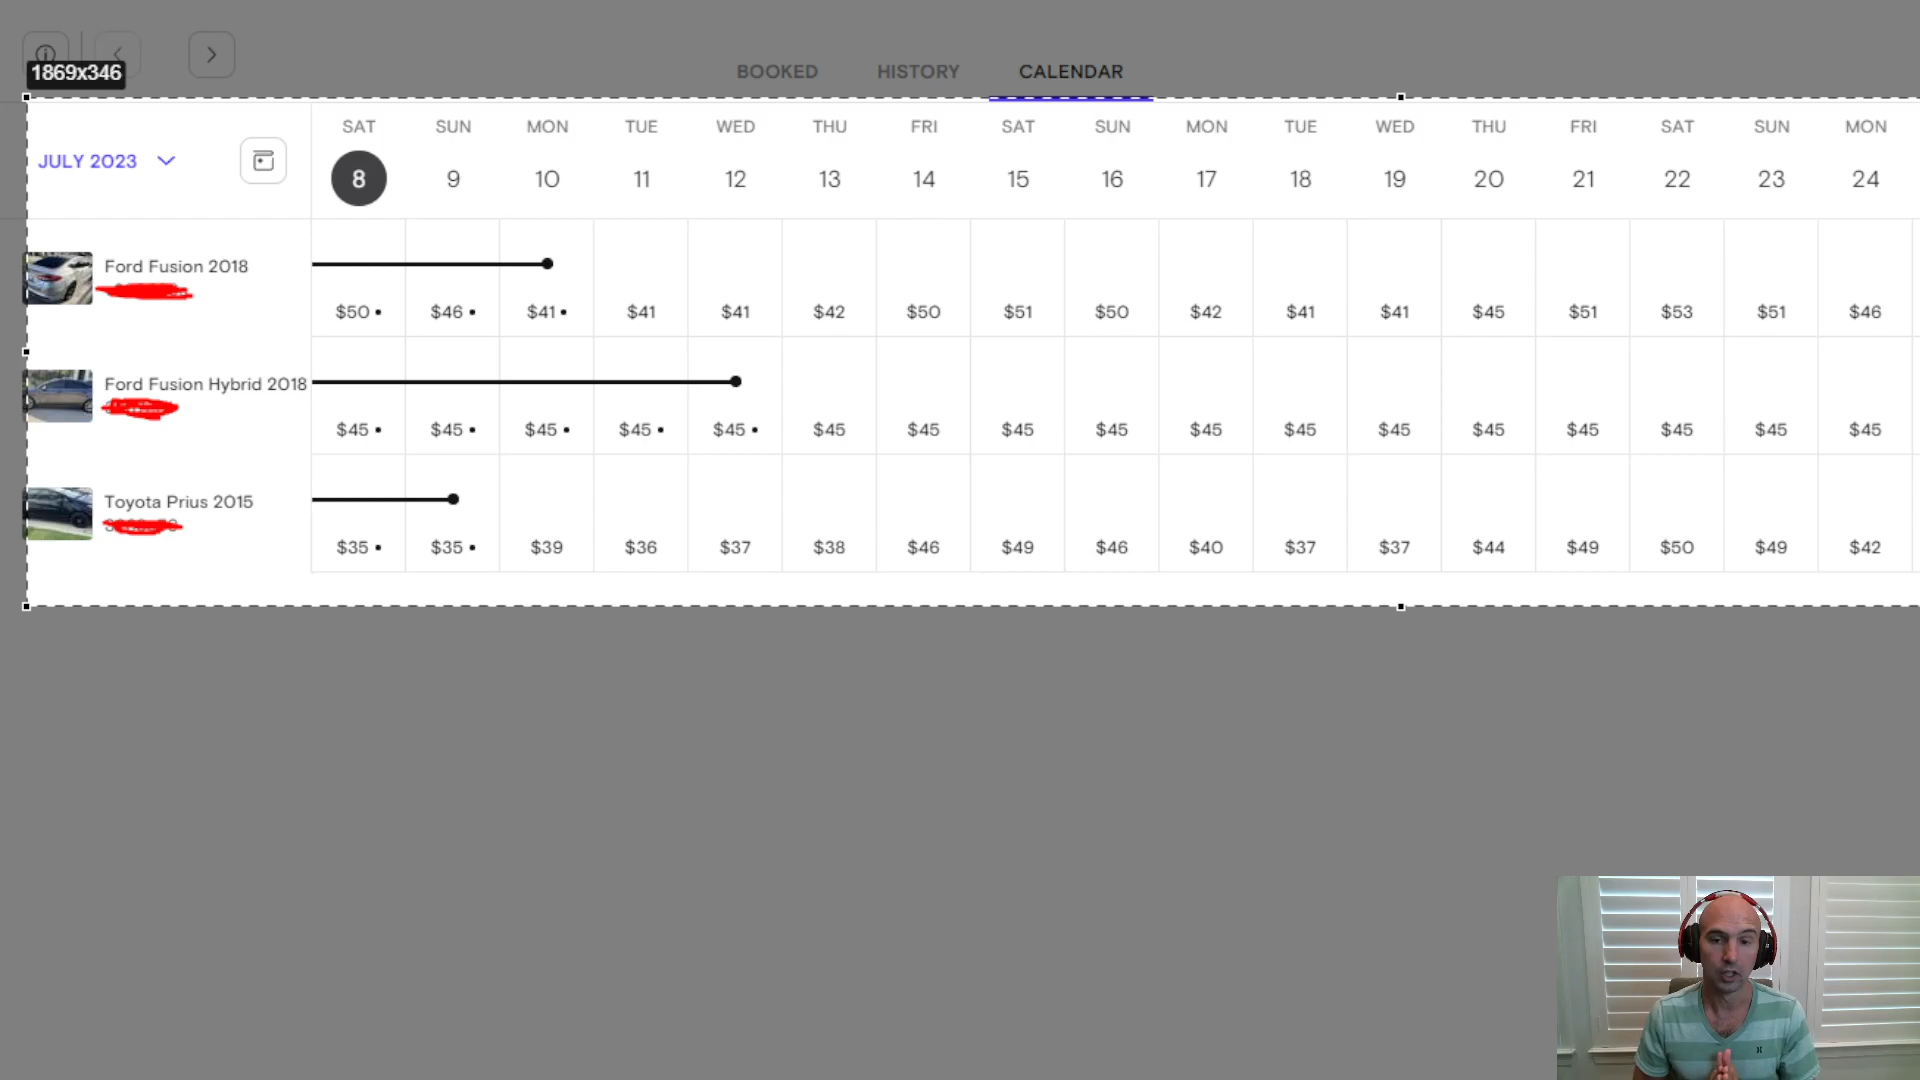 1869x346
BOOKED HISTORY CALENDAR
JULY 2023
SAT SUN MON TUE WED THU FRI SAT SUN MON TUE WED THU FRI SAT SUN MON
8 9 10 11 12 13 14 15 16 17 18 19 20 21 22 23 24
Ford Fusion 2018
$50 • $46 • $41 • $41 $41 $42 $50 $51 $50 $42 $41 $41 $45 $51 $53 $51 $46
Ford Fusion Hybrid 2018
$45 • $45 • $45 • $45 • $45 • $45 $45 $45 $45 $45 $45 $45 $45 $45 $45 $45 $45
Toyota Prius 2015
$35 • $35 • $39 $36 $37 $38 $46 $49 $46 $40 $37 $37 $44 $49 $50 $49 $42